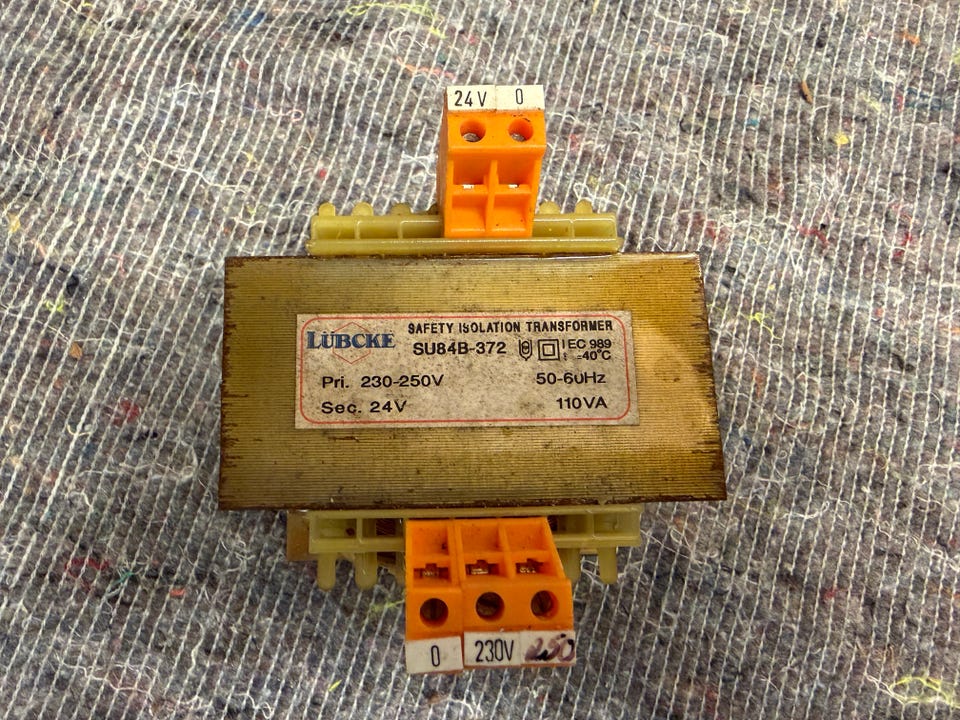 24V 0
LÜBCKE
SAFETY ISOLATION TRANSFORMER
SU84B-372 IEC 989
t =40°C
Pri. 230-250V 50-60Hz
Sec. 24V 110VA
0 230V 250